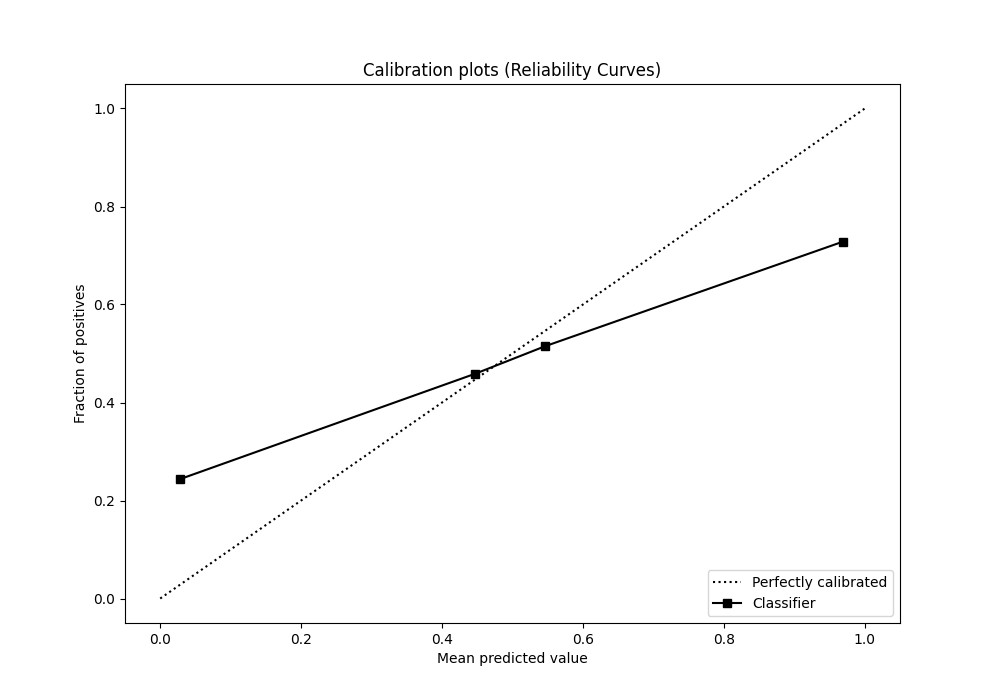 Calibration plots (Reliability Curves)
1.0
0.8
0.6
0.4
0.2
0.0
Fraction of positives
Perfectly calibrated
Classifier
0.0 0.2 0.4 0.6 0.8 1.0
Mean predicted value